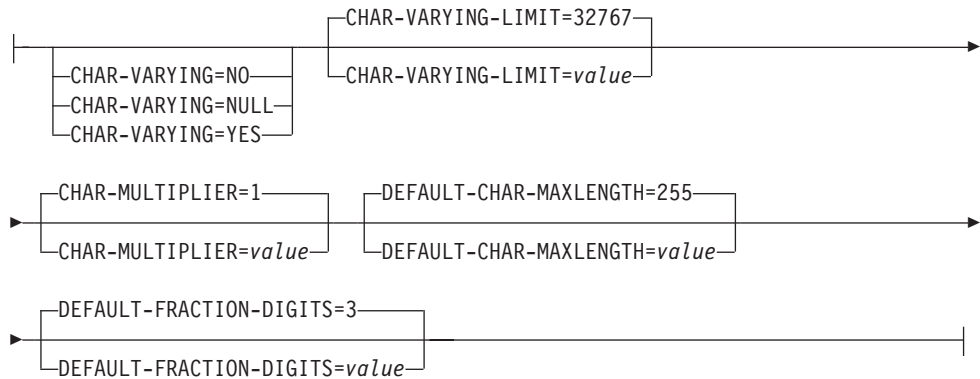 CHAR-VARYING-LIMIT=32767
CHAR-VARYING=NO
CHAR-VARYING=NULL
CHAR-VARYING=YES
CHAR-VARYING-LIMIT=value
CHAR-MULTIPLIER=1
CHAR-MULTIPLIER=value
DEFAULT-CHAR-MAXLENGTH=255
DEFAULT-CHAR-MAXLENGTH=value
DEFAULT-FRACTION-DIGITS=3
DEFAULT-FRACTION-DIGITS=value